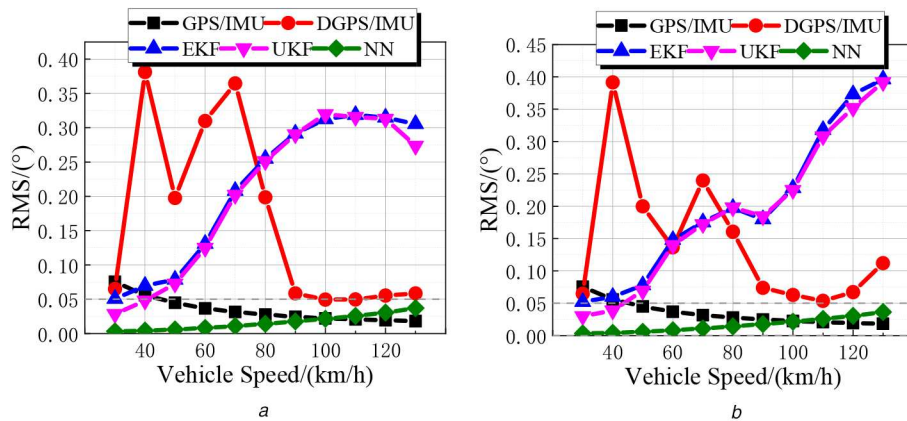 GPS/IMU DGPS/IMU
EKF UKF NN
0.40
0.35
0.30
0.25
0.20
0.15
0.10
0.05
0.00
RMS/(°)
40 60 80 100 120
Vehicle Speed/(km/h)
a
GPS/IMU DGPS/IMU
EKF UKF NN
0.45
0.40
0.35
0.30
0.25
0.20
0.15
0.10
0.05
0.00
RMS/(°)
40 60 80 100 120
Vehicle Speed/(km/h)
b